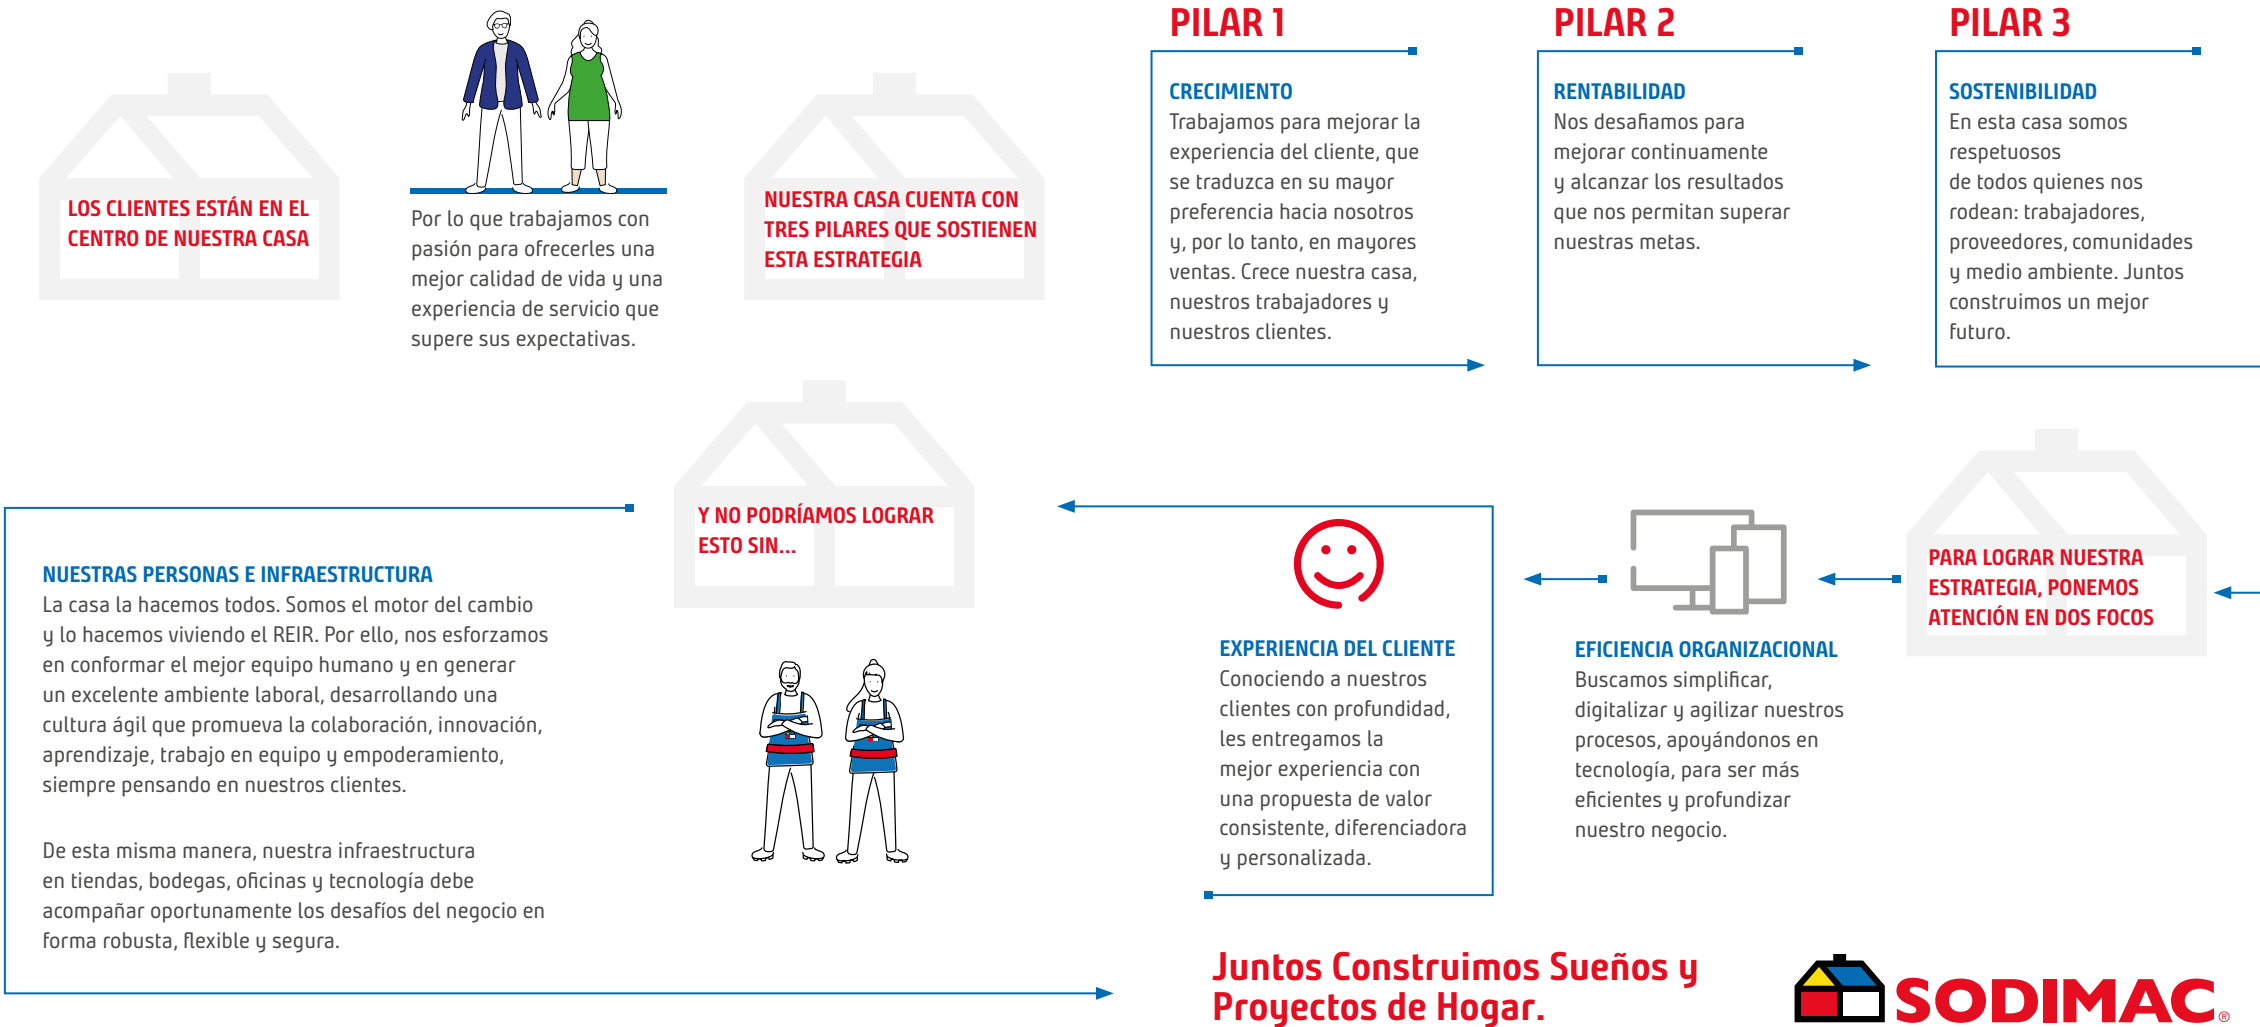 LOS CLIENTES ESTÁN EN EL
CENTRO DE NUESTRA CASA
Por lo que trabajamos con
pasión para ofrecerles una
mejor calidad de vida y una
experiencia de servicio que
supere sus expectativas.
NUESTRA CASA CUENTA CON
TRES PILARES QUE SOSTIENEN
ESTA ESTRATEGIA
PILAR 1
CRECIMIENTO
Trabajamos para mejorar la
experiencia del cliente, que
se traduzca en su mayor
preferencia hacia nosotros
y, por lo tanto, en mayores
ventas. Crece nuestra casa,
nuestros trabajadores y
nuestros clientes.
PILAR 2
RENTABILIDAD
Nos desafiamos para
mejorar continuamente
y alcanzar los resultados
que nos permitan superar
nuestras metas.
PILAR 3
SOSTENIBILIDAD
En esta casa somos
respetuosos
de todos quienes nos
rodean: trabajadores,
proveedores, comunidades
y medio ambiente. Juntos
construimos un mejor
futuro.
PARA LOGRAR NUESTRA
ESTRATEGIA, PONEMOS
ATENCIÓN EN DOS FOCOS
EFICIENCIA ORGANIZACIONAL
Buscamos simplificar,
digitalizar y agilizar nuestros
procesos, apoyándonos en
tecnología, para ser más
eficientes y profundizar
nuestro negocio.
EXPERIENCIA DEL CLIENTE
Conociendo a nuestros
clientes con profundidad,
les entregamos la
mejor experiencia con
una propuesta de valor
consistente, diferenciadora
y personalizada.
Y NO PODRÍAMOS LOGRAR
ESTO SIN...
NUESTRAS PERSONAS E INFRAESTRUCTURA
La casa la hacemos todos. Somos el motor del cambio
y lo hacemos viviendo el REIR. Por ello, nos esforzamos
en conformar el mejor equipo humano y en generar
un excelente ambiente laboral, desarrollando una
cultura ágil que promueva la colaboración, innovación,
aprendizaje, trabajo en equipo y empoderamiento,
siempre pensando en nuestros clientes.
De esta misma manera, nuestra infraestructura
en tiendas, bodegas, oficinas y tecnología debe
acompañar oportunamente los desafíos del negocio en
forma robusta, flexible y segura.
Juntos Construimos Sueños y
Proyectos de Hogar.
SODIMAC®